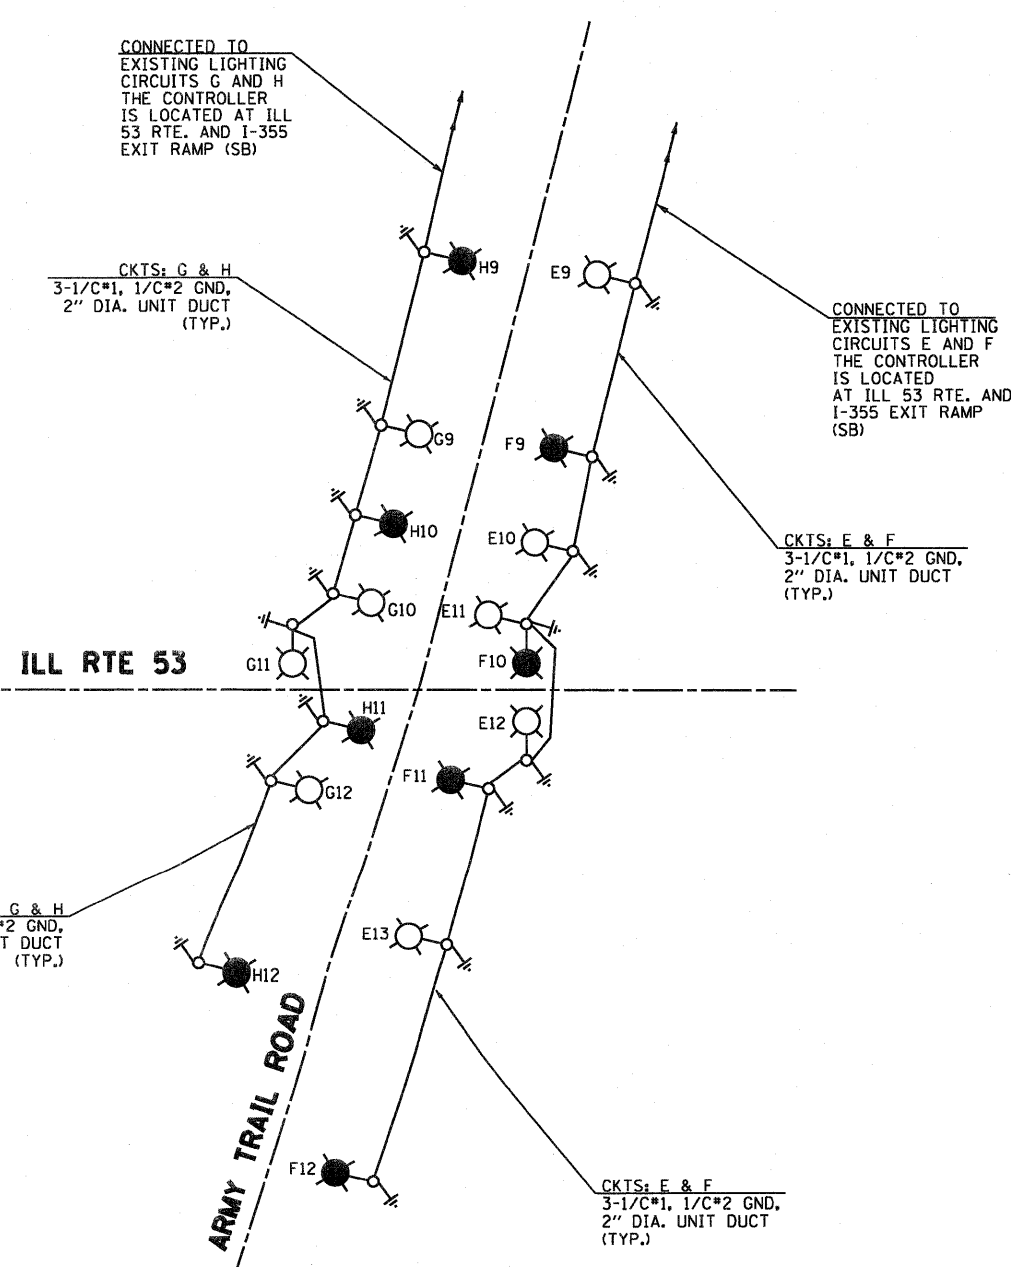 CONNECTED TO
EXISTING LIGHTING
CIRCUITS G AND H
THE CONTROLLER
IS LOCATED AT ILL
53 RTE. AND I-355
EXIT RAMP (SB)
CKTS: G & H
3-1/C#1, 1/C#2 GND,
2" DIA. UNIT DUCT
(TYP.)
H9
E9
CONNECTED TO
EXISTING LIGHTING
CIRCUITS E AND F
THE CONTROLLER
IS LOCATED
AT ILL 53 RTE. AND
I-355 EXIT RAMP
(SB)
G9
F9
H10
E10
CKTS: E & F
3-1/C#1, 1/C#2 GND,
2" DIA. UNIT DUCT
(TYP.)
G10
E11
G11
F10
ILL RTE 53
H11
E12
G12
F11
G & H
#2 GND,
T DUCT
(TYP.)
E13
H12
ARMY TRAIL ROAD
F12
CKTS: E & F
3-1/C#1, 1/C#2 GND,
2" DIA. UNIT DUCT
(TYP.)